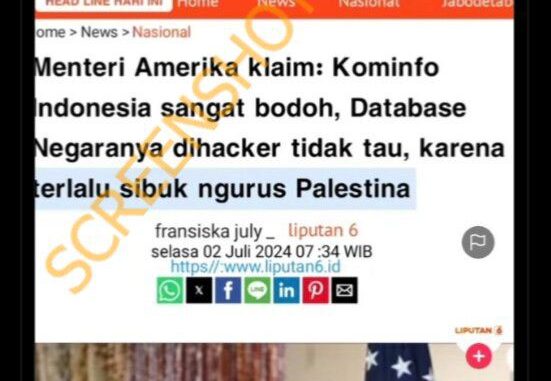 HEAD LINE HARI INI Home News Nasional Jabodetab
ome > News > Nasional
Menteri Amerika klaim: Kominfo
Indonesia sangat bodoh, Database
Negaranya dihacker tidak tau, karena
terlalu sibuk ngurus Palestina
fransiska july _ liputan 6
selasa 02 Juli 2024 07 :34 WIB
https//:www.liputan6.id
LINE
in
LIPUTAN 6
SCREENSHOT